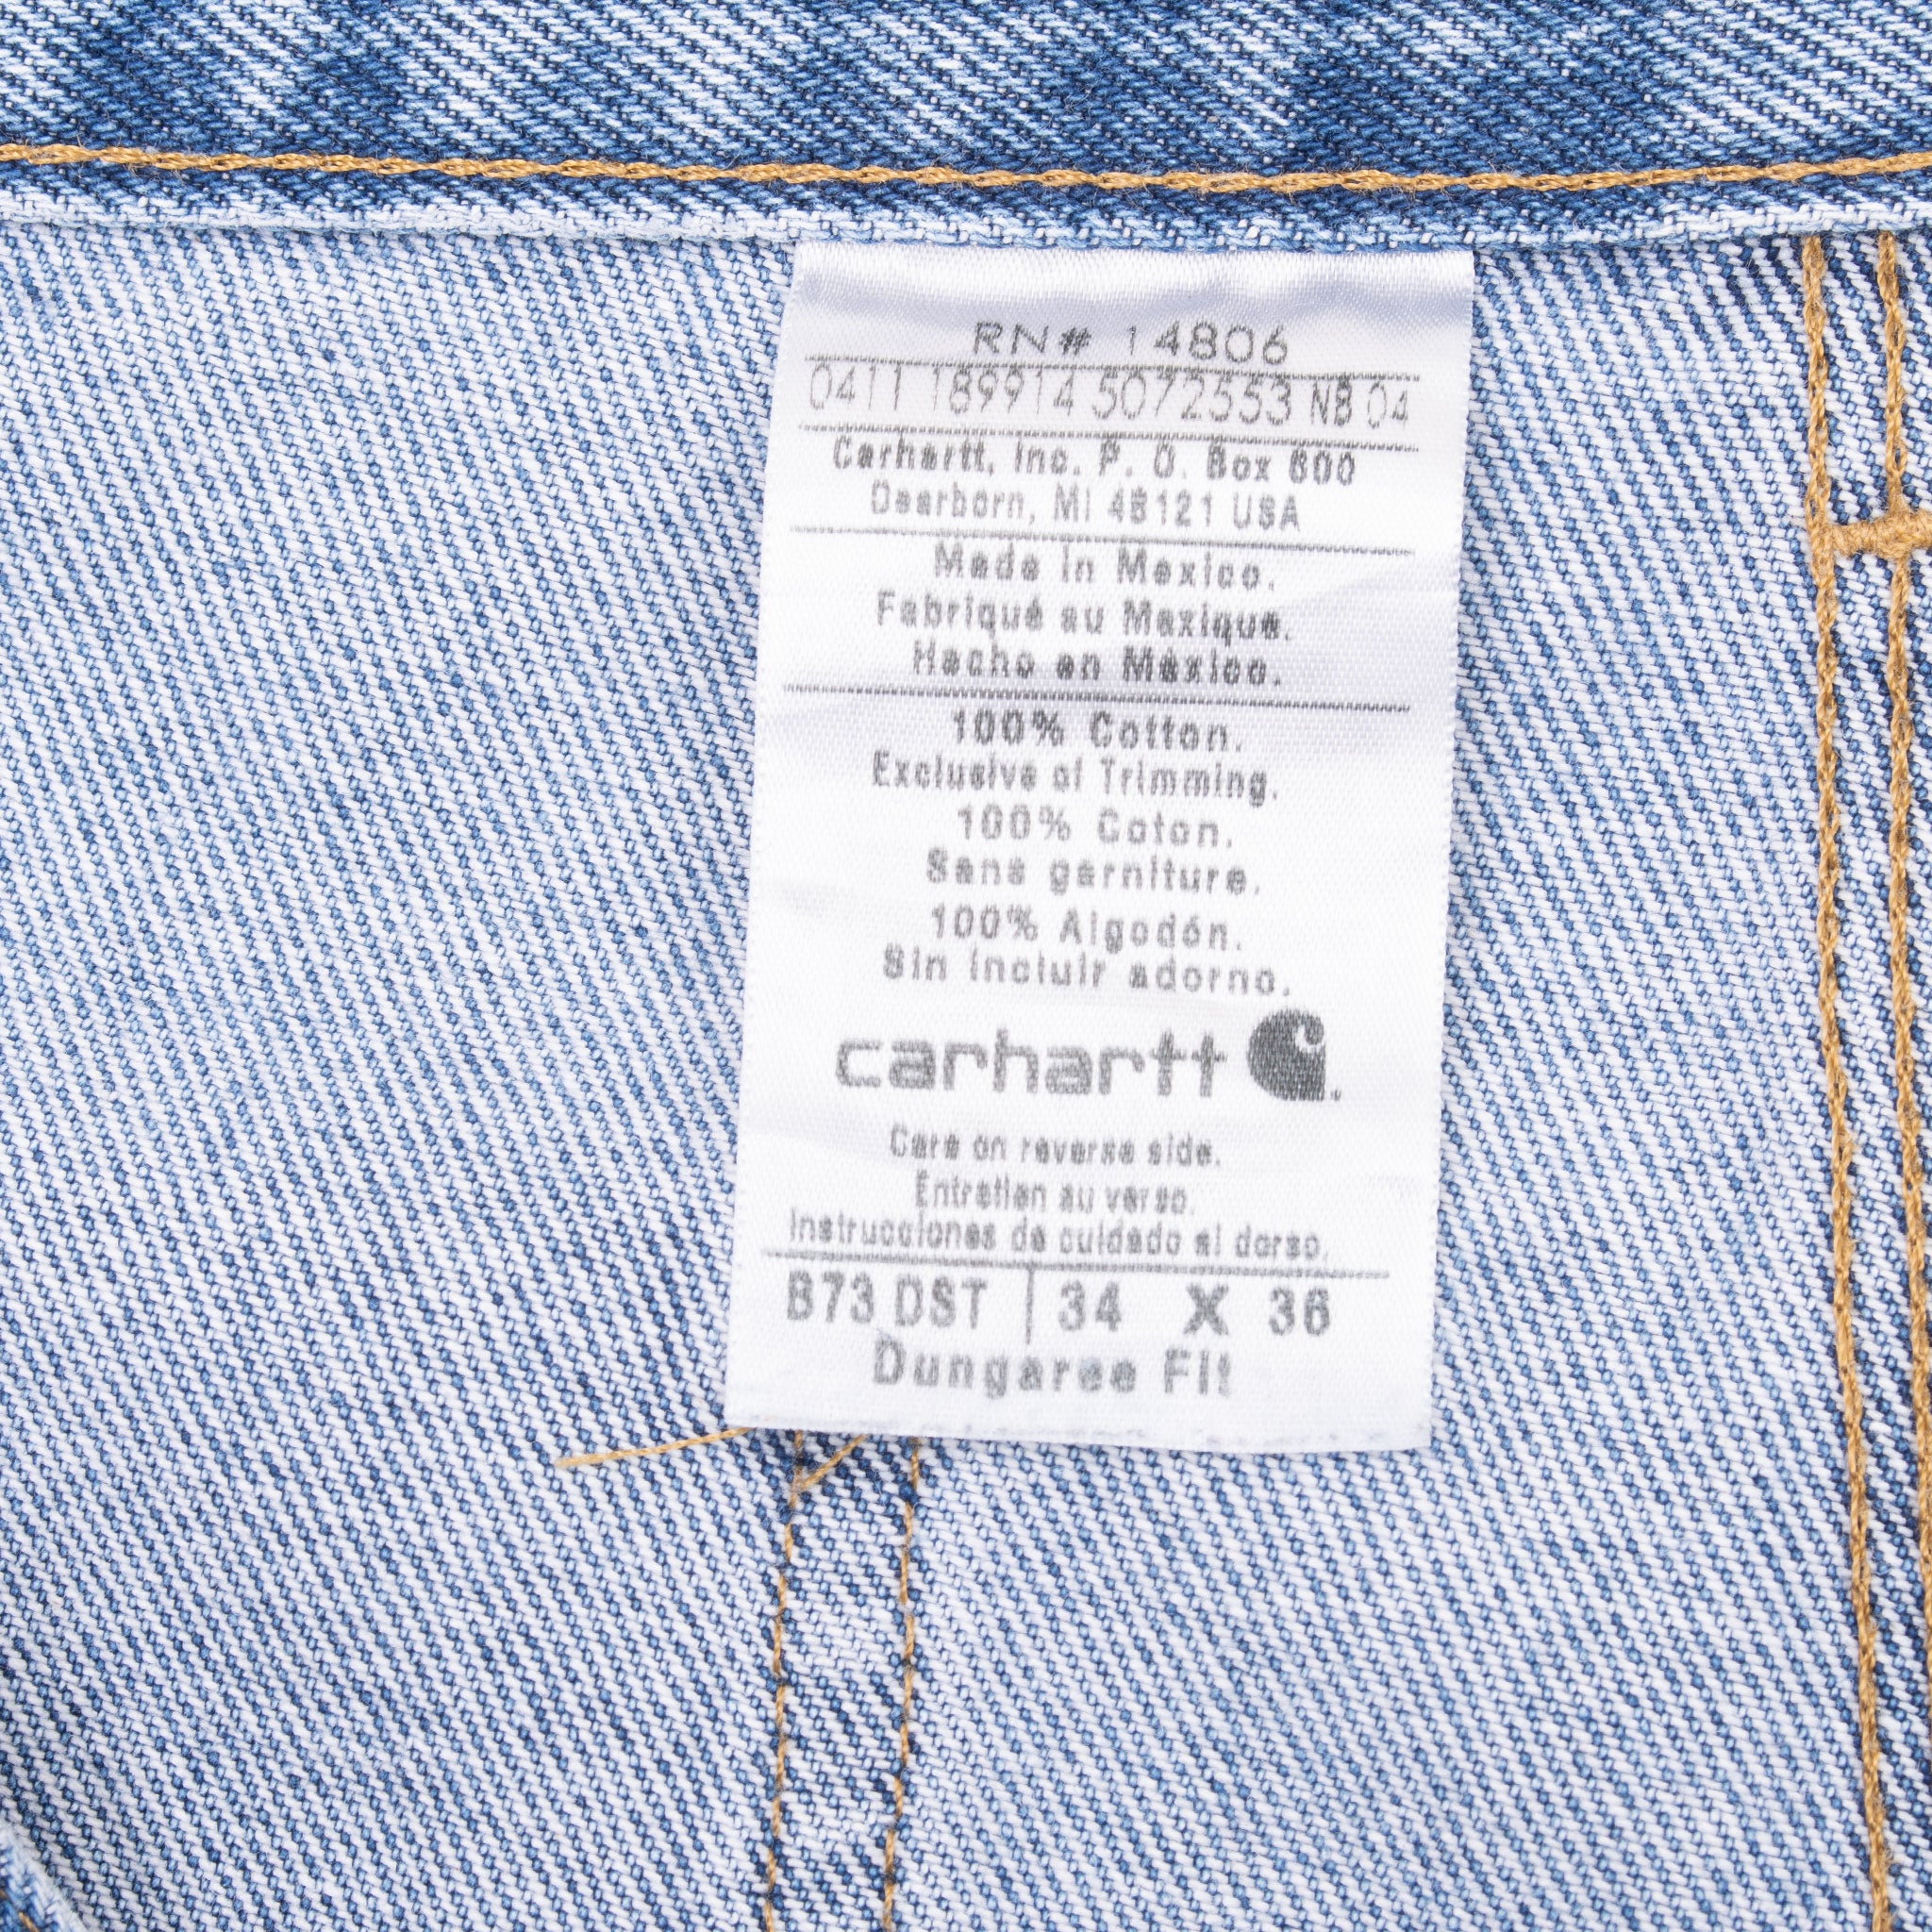 RN# 14806
0411 189914 5072553 NB 04
Carhartt, Inc. P. O. Box 600
Dearborn, MI 48121 USA
Made in Mexico.
Fabriqué au Mexique.
Hecho en México.
100% Cotton.
Exclusive of Trimming.
100% Coton.
Sans garniture.
100% Algodón.
Sin incluir adorno.
carhartt
Care on reverse side.
Entretien au verso.
Instrucciones de cuidado al dorso.
B73 DST | 34 X 36
Dungaree Fit